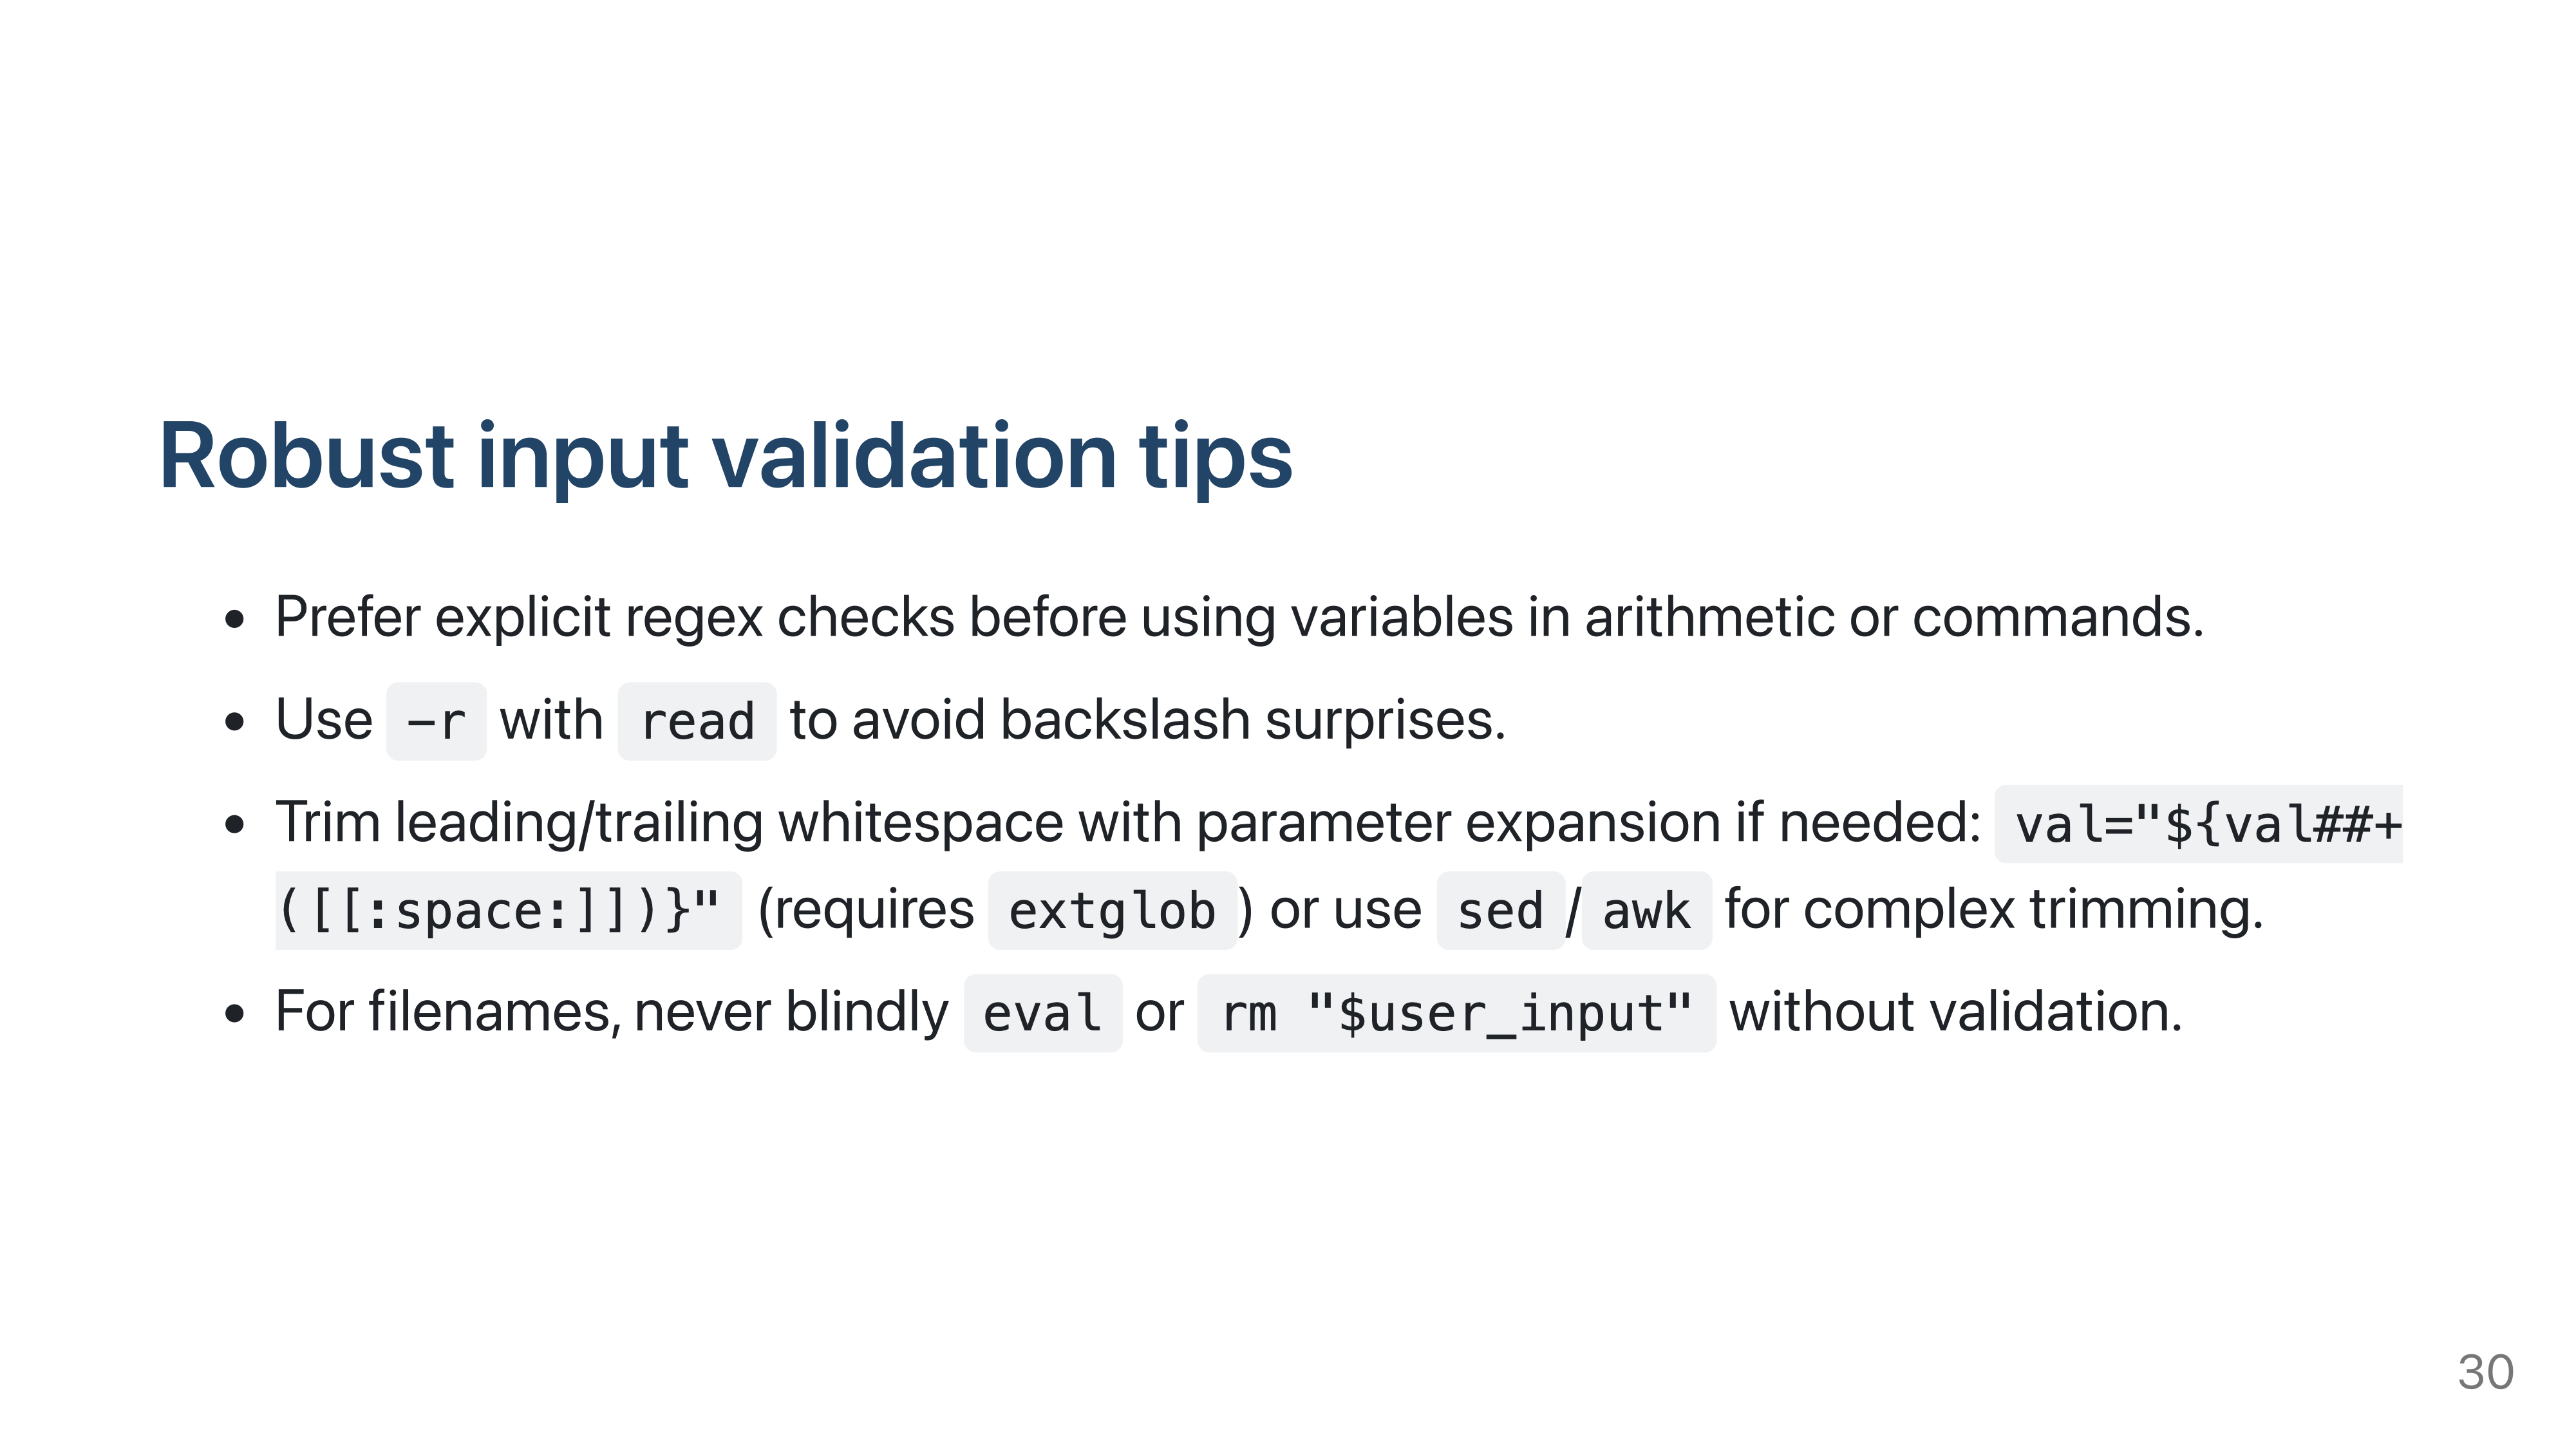 Robust input validation tips
• Prefer explicit regex checks before using variables in arithmetic or commands.
• Use -r with read to avoid backslash surprises.
• Trim leading/trailing whitespace with parameter expansion if needed: val="${val##+
([[:space:]])}" (requires extglob) or use sed/awk for complex trimming.
• For filenames, never blindly eval or rm "$user_input" without validation.
30